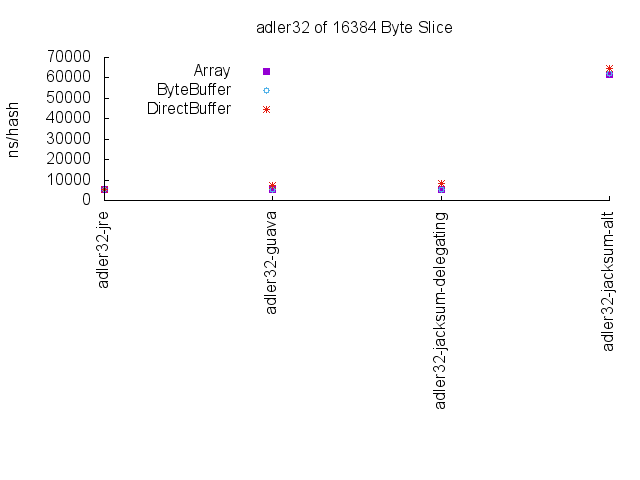 adler32 of 16384 Byte Slice
ns/hash
70000
60000
50000
40000
30000
20000
10000
0
Array
ByteBuffer
DirectBuffer
adler32-jre
adler32-guava
adler32-jacksum-delegating
adler32-jacksum-alt